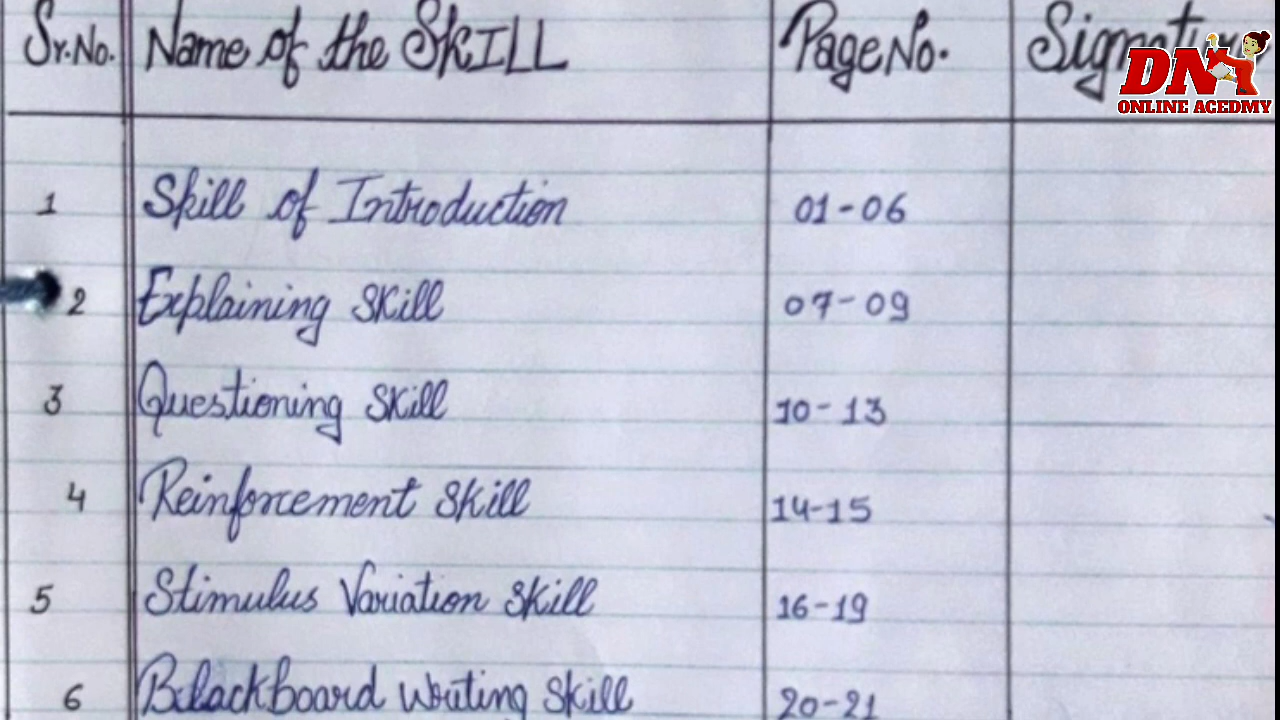 Sr.No. Name of the SKILL Page No. Signature
DNA
ONLINE ACEDMY
1 Skill of Introduction 01-06
2 Explaining Skill 07-09
3 Questioning Skill 10-13
4 Reinforcement Skill 14-15
5 Stimulus Variation Skill 16-19
6 Blackboard Writing Skill 20-21